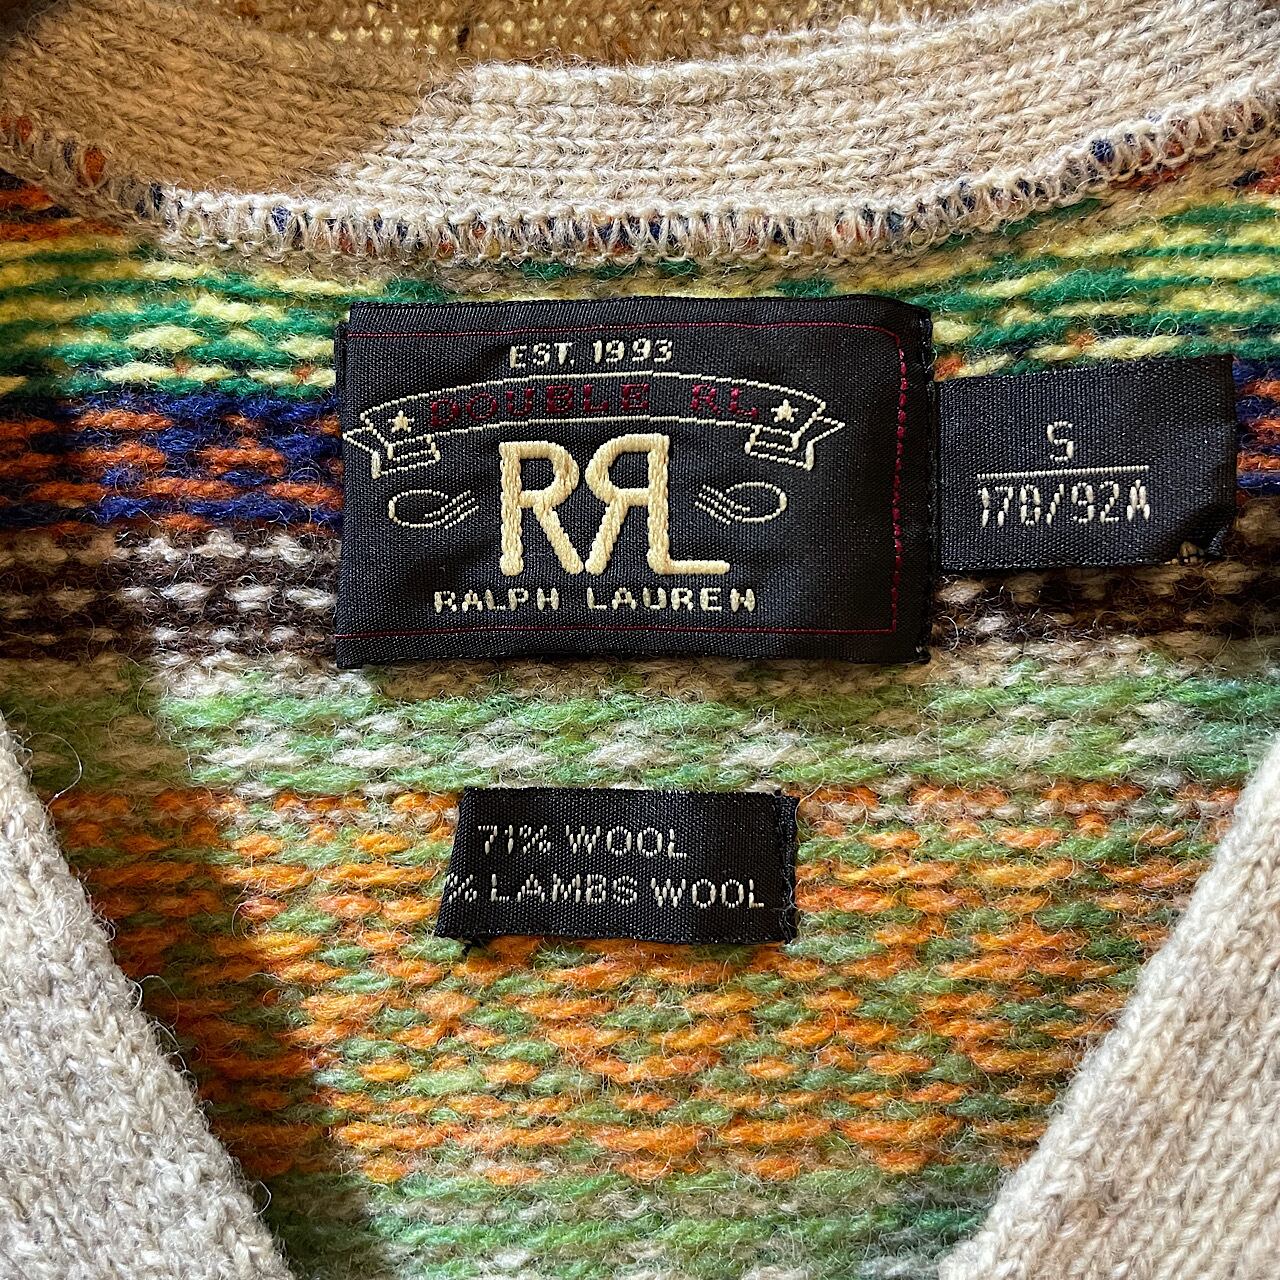 EST. 1993
DOUBLE RL
RRL
RALPH LAUREN
S
170/92A
71% WOOL
% LAMBS WOOL